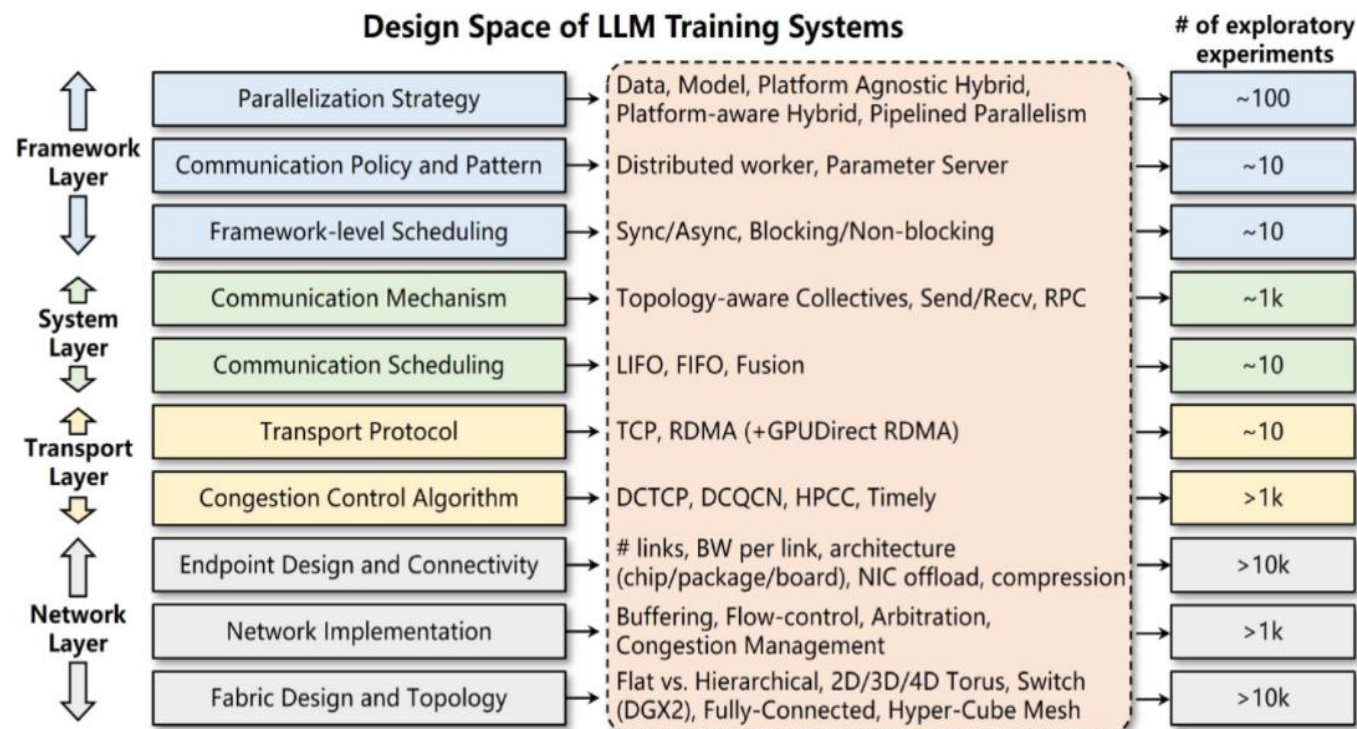 Design Space of LLM Training Systems
# of exploratory
experiments
Framework
Layer
Parallelization Strategy
Data, Model, Platform Agnostic Hybrid,
Platform-aware Hybrid, Pipelined Parallelism
~100
Communication Policy and Pattern
Distributed worker, Parameter Server
~10
Framework-level Scheduling
Sync/Async, Blocking/Non-blocking
~10
System
Layer
Communication Mechanism
Topology-aware Collectives, Send/Recv, RPC
~1k
Communication Scheduling
LIFO, FIFO, Fusion
~10
Transport
Layer
Transport Protocol
TCP, RDMA (+GPUDirect RDMA)
~10
Congestion Control Algorithm
DCTCP, DCQCN, HPCC, Timely
>1k
Network
Layer
Endpoint Design and Connectivity
# links, BW per link, architecture
(chip/package/board), NIC offload, compression
>10k
Network Implementation
Buffering, Flow-control, Arbitration,
Congestion Management
>1k
Fabric Design and Topology
Flat vs. Hierarchical, 2D/3D/4D Torus, Switch
(DGX2), Fully-Connected, Hyper-Cube Mesh
>10k